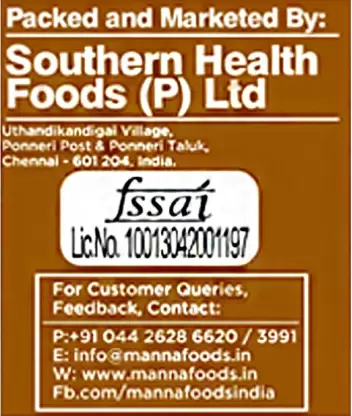 Packed and Marketed By:
Southern Health
Foods (P) Ltd
Uthandikandigai Village,
Ponneri Post & Ponneri Taluk,
Chennai - 601 204, India.
fssai
Lic.No. 10013042001197
For Customer Queries,
Feedback, Contact:
P:+91 044 2628 6620 / 3991
E: info@mannafoods.in
W: www.mannafoods.in
Fb.com/mannafoodsindia